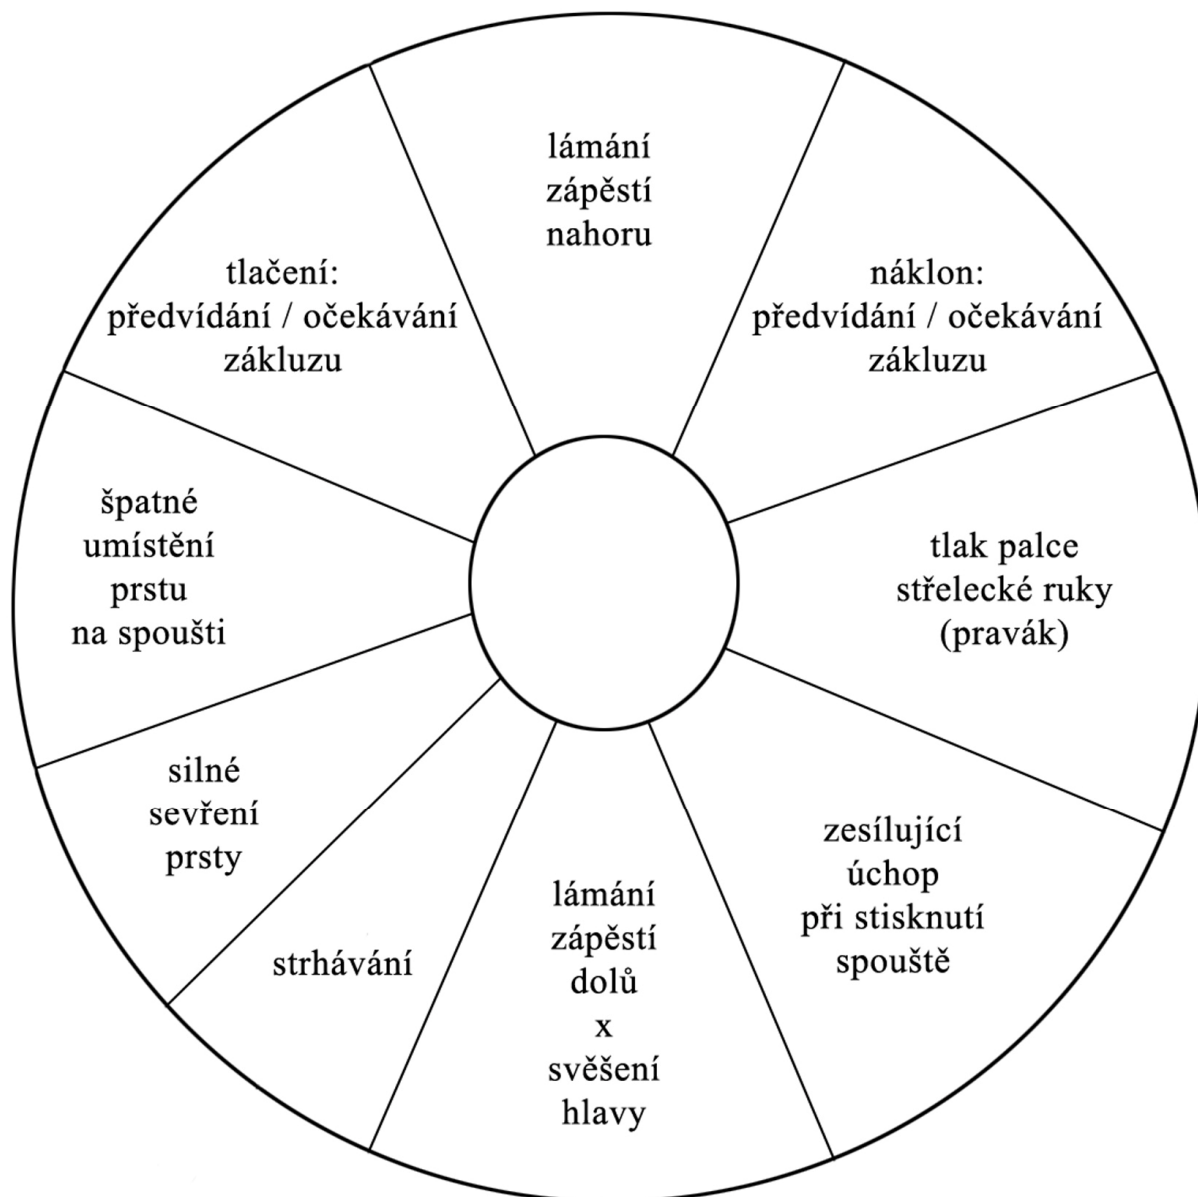 lámání
zápěstí
nahoru
náklon:
předvídání / očekávání
zákluzu
tlak palce
střelecké ruky
(pravák)
zesílující
úchop
při stisknutí
spouště
lámání
zápěstí
dolů
x
svěšení
hlavy
strhávání
silné
sevření
prsty
špatné
umístění
prstu
na spoušti
tlačení:
předvídání / očekávání
zákluzu